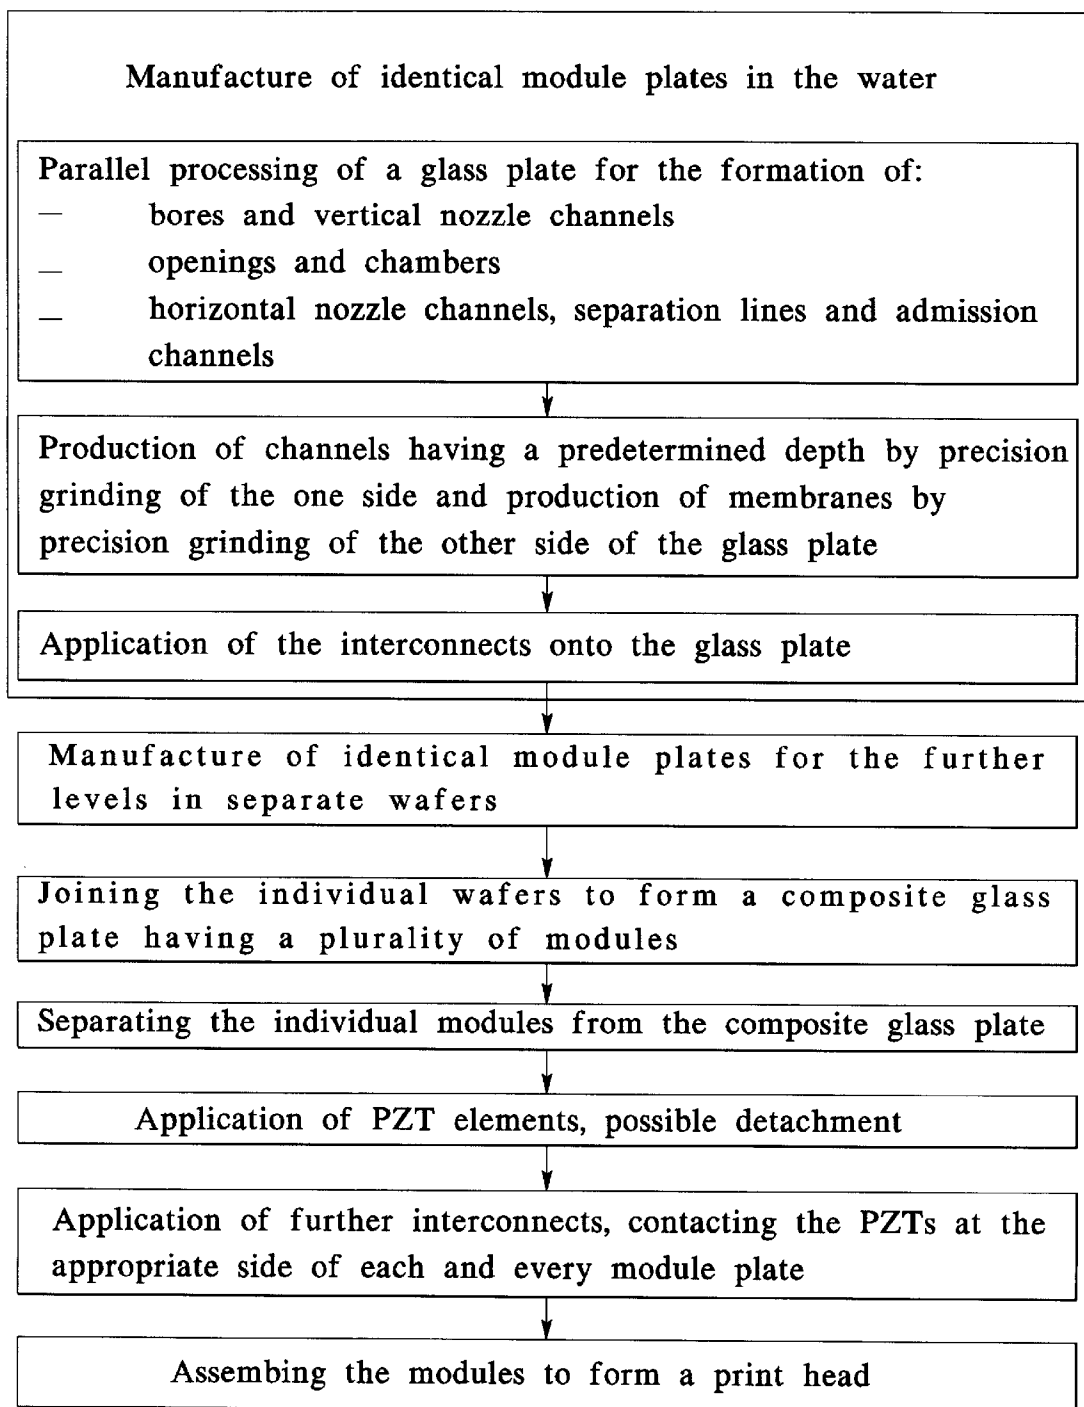 Manufacture of identical module plates in the water
Parallel processing of a glass plate for the formation of:
— bores and vertical nozzle channels
— openings and chambers
— horizontal nozzle channels, separation lines and admission
channels
Production of channels having a predetermined depth by precision
grinding of the one side and production of membranes by
precision grinding of the other side of the glass plate
Application of the interconnects onto the glass plate
Manufacture of identical module plates for the further
levels in separate wafers
Joining the individual wafers to form a composite glass
plate having a plurality of modules
Separating the individual modules from the composite glass plate
Application of PZT elements, possible detachment
Application of further interconnects, contacting the PZTs at the
appropriate side of each and every module plate
Assembing the modules to form a print head